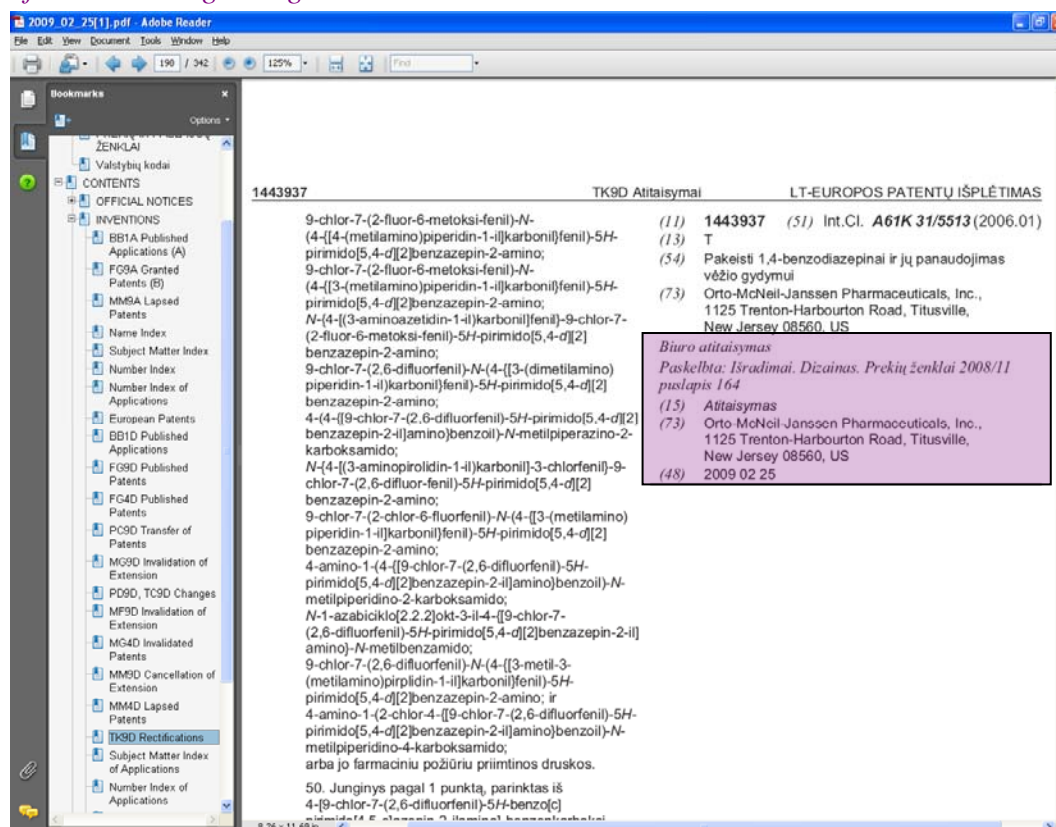 2009_02_25[1].pdf - Adobe Reader
File Edit View Document Tools Window Help
190 / 342
125%
Find
Bookmarks
Options
ŽENKLAI
Valstybių kodai
CONTENTS
OFFICIAL NOTICES
INVENTIONS
BB1A Published
Applications (A)
FG9A Granted
Patents (B)
MM9A Lapsed
Patents
Name Index
Subject Matter Index
Number Index
Number Index of
Applications
European Patents
BB1D Published
Applications
FG9D Published
Patents
FG4D Published
Patents
PC9D Transfer of
Patents
MG9D Invalidation of
Extension
PD9D, TC9D Changes
MF9D Invalidation of
Extension
MG4D Invalidated
Patents
MM9D Cancellation of
Extension
MM4D Lapsed
Patents
TK9D Rectifications
Subject Matter Index
of Applications
Number Index of
Applications
1443937 TK9D Atitaisymai LT-EUROPOS PATENTŲ IŠPLĖTIMAS
9-chlor-7-(2-fluor-6-metoksi-fenil)-N-
(4-{[4-(metilamino)piperidin-1-il]karbonil}fenil)-5H-
pirimido[5,4-d][2]benzazepin-2-amino;
9-chlor-7-(2-fluor-6-metoksi-fenil)-N-
(4-{[3-(metilamino)piperidin-1-il]karbonil}fenil)-5H-
pirimido[5,4-d][2]benzazepin-2-amino;
N-{4-[(3-aminoazetidin-1-il)karbonil]fenil}-9-chlor-7-
(2-fluor-6-metoksi-fenil)-5H-pirimido[5,4-d][2]
benzazepin-2-amino;
9-chlor-7-(2,6-difluorfenil)-N-(4-{[3-(dimetilamino)
piperidin-1-il)karbonil}fenil)-5H-pirimido[5,4-d][2]
benzazepin-2-amino;
4-(4-{[9-chlor-7-(2,6-difluorfenil)-5H-pirimido[5,4-d][2]
benzazepin-2-il]amino}benzoil)-N-metilpiperazino-2-
karboksamido;
N-{4-[(3-aminopirolidin-1-il)karbonil]-3-chlorfenil}-9-
chlor-7-(2,6-difluor-fenil)-5H-pirimido[5,4-d][2]
benzazepin-2-amino;
9-chlor-7-(2-chlor-6-fluorfenil)-N-(4-{[3-(metilamino)
piperidin-1-il]karbonil}fenil)-5H-pirimido[5,4-d][2]
benzazepin-2-amino;
4-amino-1-(4-{[9-chlor-7-(2,6-difluorfenil)-5H-
pirimido[5,4-d][2]benzazepin-2-il]amino}benzoil)-N-
metilpiperidino-2-karboksamido;
N-1-azabiciklo[2.2.2]okt-3-il-4-{[9-chlor-7-
(2,6-difluorfenil)-5H-pirimido[5,4-d][2]benzazepin-2-il]
amino}-N-metilbenzamido;
9-chlor-7-(2,6-difluorfenil)-N-(4-{[3-metil-3-
(metilamino)pirplidin-1-il]karbonil}fenil)-5H-
pirimido[5,4-d][2]benzazepin-2-amino; ir
4-amino-1-(2-chlor-4-{[9-chlor-7-(2,6-difluorfenil)-5H-
pirimido[5,4-d][2]benzazepin-2-il]amino}benzoil)-N-
metilpiperidino-4-karboksamido;
arba jo farmaciniu požiūriu priimtinos druskos.
50. Junginys pagal 1 punktą, parinktas iš
4-[9-chlor-7-(2,6-difluorfenil)-5H-benzo[c]
(11) 1443937 (51) Int.Cl. A61K 31/5513 (2006.01)
(13) T
(54) Pakeisti 1,4-benzodiazepinai ir jų panaudojimas
vėžio gydymui
(73) Orto-McNeil-Janssen Pharmaceuticals, Inc.,
1125 Trenton-Harbourton Road, Titusville,
New Jersey 08560, US
Biuro atitaisymas
Paskelbta: Išradimai. Dizainas. Prekių ženklai 2008/11
puslapis 164
(15) Atitaisymas
(73) Orto-McNeil-Janssen Pharmaceuticals, Inc.,
1125 Trenton-Harbourton Road, Titusville,
New Jersey 08560, US
(48) 2009 02 25
8,26 x 11,69 in